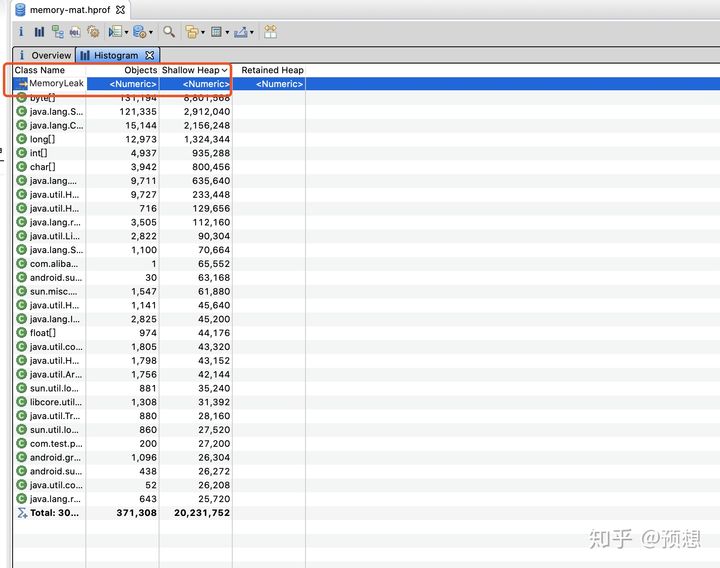 memory-mat.hprof
i Overview Histogram
Class Name Objects Shallow Heap Retained Heap
MemoryLeak <Numeric> <Numeric> <Numeric>
byte[] 131,194 8,801,568
java.lang.S... 121,335 2,912,040
java.lang.C... 15,144 2,156,248
long[] 12,973 1,324,344
int[] 4,937 935,288
char[] 3,942 800,456
java.lang.... 9,711 635,640
java.util.H... 9,727 233,448
java.util.H... 716 129,656
java.lang.r... 3,505 112,160
java.util.Li... 2,822 90,304
java.lang.S... 1,100 70,664
com.aliba... 1 65,552
android.su... 30 63,168
sun.misc.... 1,547 61,880
java.util.H... 1,141 45,640
java.lang.I... 2,825 45,200
float[] 974 44,176
java.util.co... 1,805 43,320
java.util.H... 1,798 43,152
java.util.Ar... 1,756 42,144
sun.util.lo... 881 35,240
libcore.util... 1,308 31,392
java.util.Tr... 880 28,160
sun.util.lo... 860 27,520
com.test.p... 200 27,200
android.gr... 1,096 26,304
android.su... 438 26,272
java.util.co... 52 26,208
java.lang.r... 643 25,720
Total: 30... 371,308 20,231,752
知乎 @预想